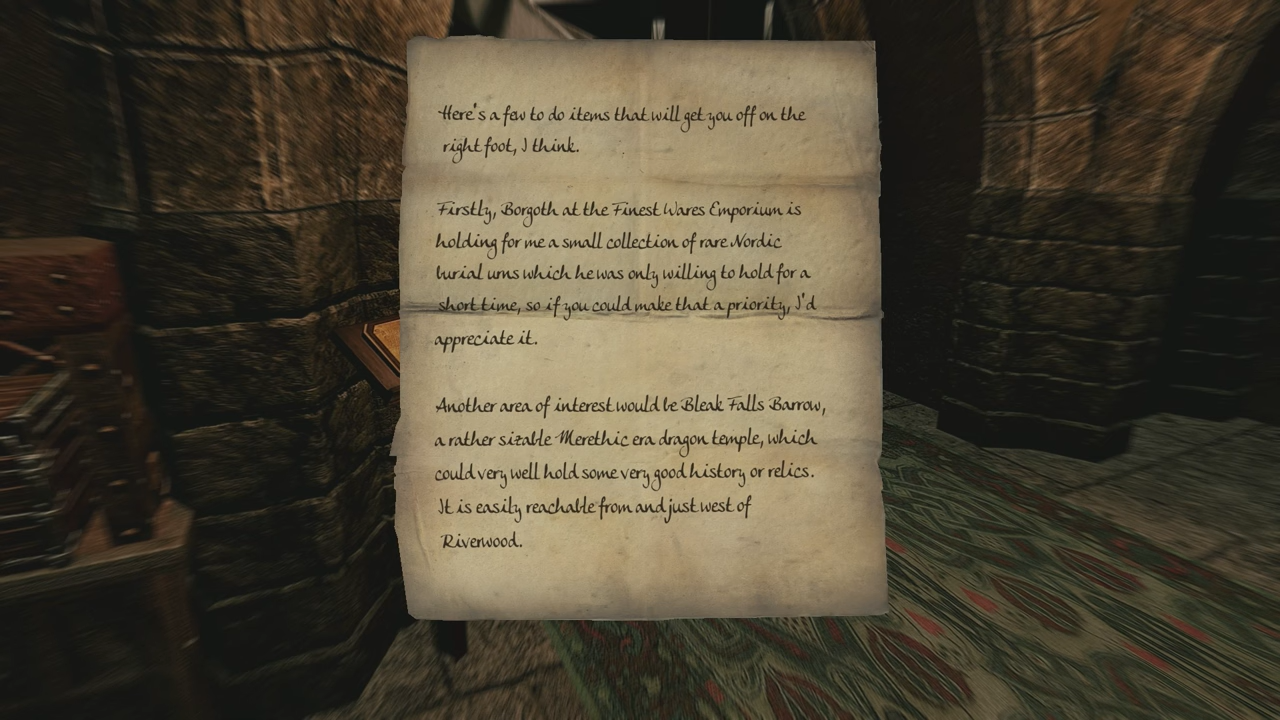 Here's a few to do items that will get you off on the
right foot, I think.
Firstly, Borgoth at the Finest Wares Emporium is
holding for me a small collection of rare Nordic
burial urns which he was only willing to hold for a
short time, so if you could make that a priority, I'd
appreciate it.
Another area of interest would be Bleak Falls Barrow,
a rather sizable Merethic era dragon temple, which
could very well hold some very good history or relics.
It is easily reachable from and just west of
Riverwood.